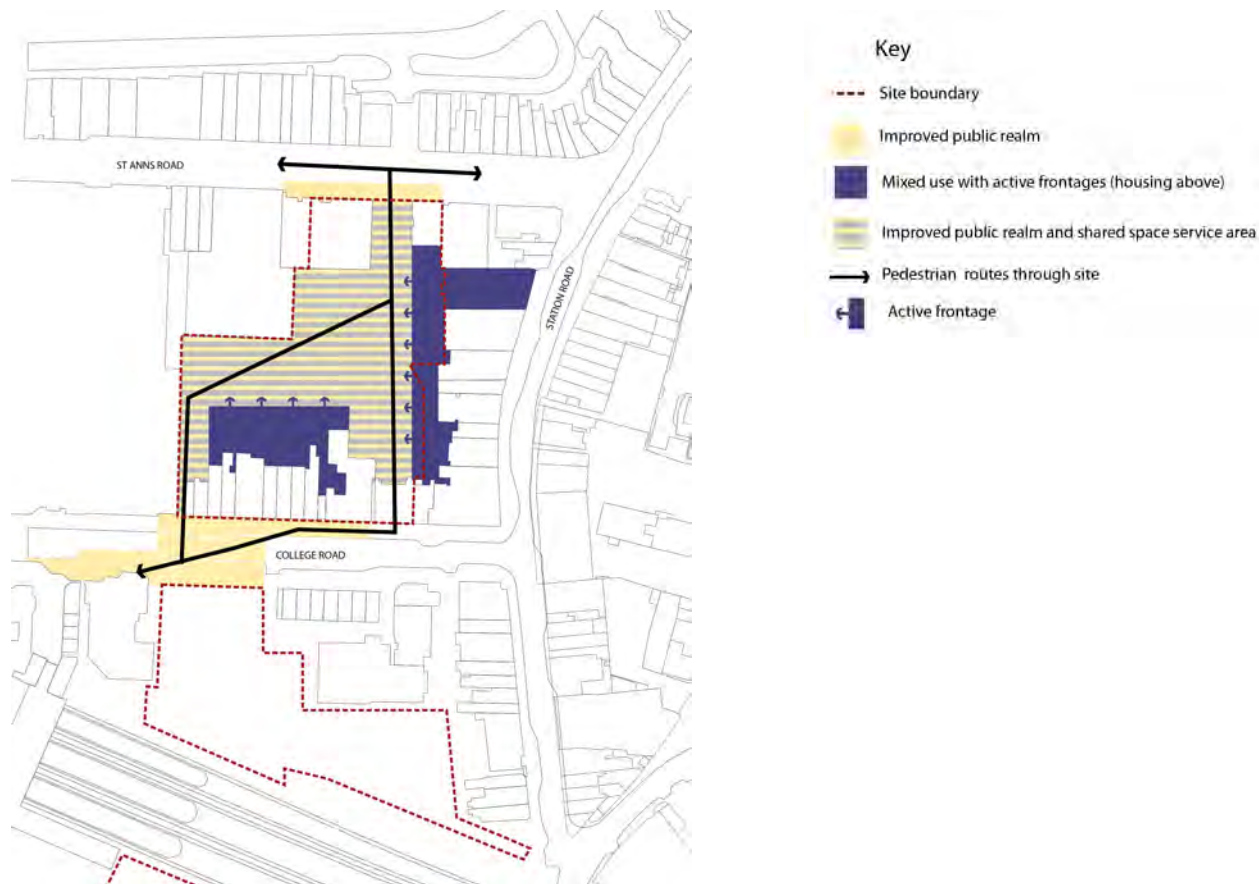 Key
Site boundary
Improved public realm
Mixed use with active frontages (housing above)
Improved public realm and shared space service area
Pedestrian routes through site
Active frontage
ST ANNS ROAD
STATION ROAD
COLLEGE ROAD